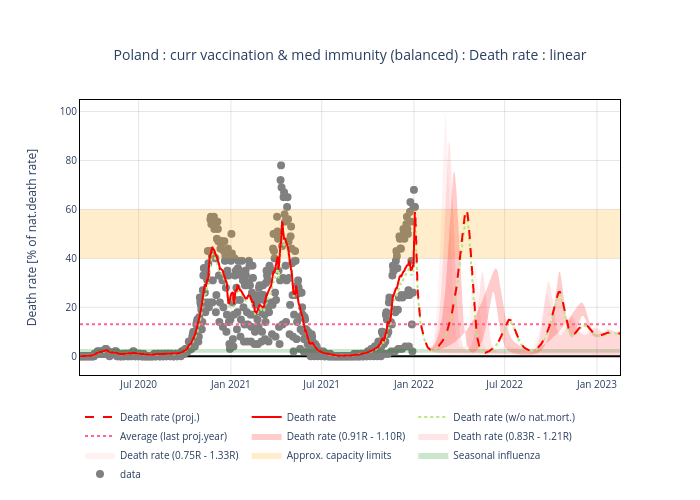 Poland : curr vaccination & med immunity (balanced) : Death rate : linear
Death rate [% of nat.death rate]
100
80
60
40
20
0
Jul 2020 Jan 2021 Jul 2021 Jan 2022 Jul 2022 Jan 2023
Death rate (proj.) Death rate Death rate (w/o nat.mort.)
Average (last proj.year) Death rate (0.91R - 1.10R) Death rate (0.83R - 1.21R)
Death rate (0.75R - 1.33R) Approx. capacity limits Seasonal influenza
data